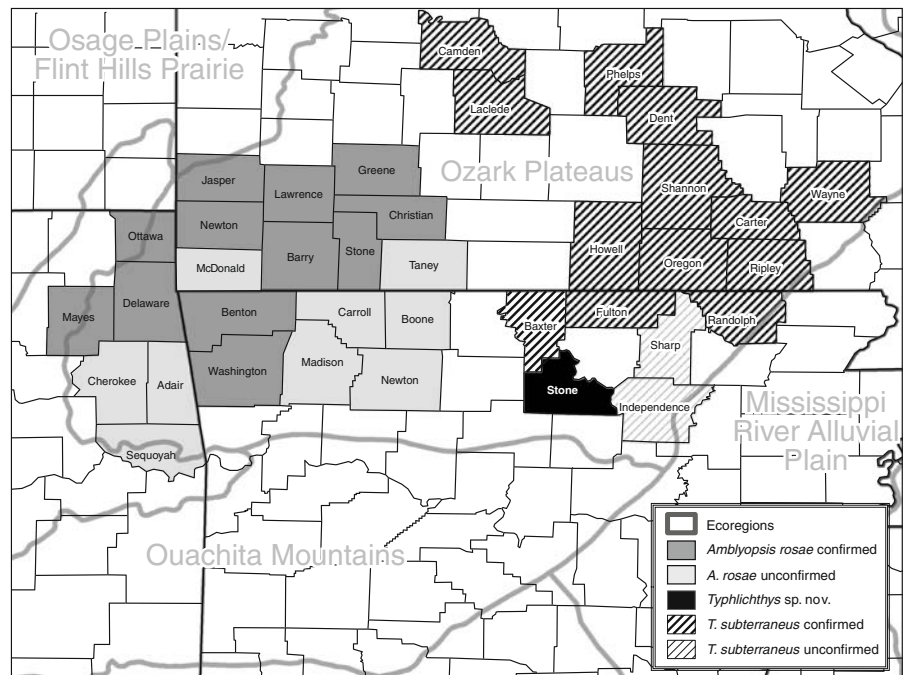 Osage Plains/
Flint Hills Prairie
Camden
Phelps
Laclede
Dent
Ozark Plateaus
Greene
Jasper
Lawrence
Shannon
Wayne
Christian
Newton
Carter
Ottawa
Stone
Barry
Howell
Oregon
Ripley
McDonald
Taney
Delaware
Mayes
Benton
Carroll
Boone
Baxter
Fulton
Randolph
Sharp
Washington
Madison
Newton
Cherokee
Adair
Stone
Independence
Mississippi
River Alluvial
Plain
Sequoyah
Ouachita Mountains
Ecoregions
Amblyopsis rosae confirmed
A. rosae unconfirmed
Typhlichthys sp. nov.
T. subterraneus confirmed
T. subterraneus unconfirmed